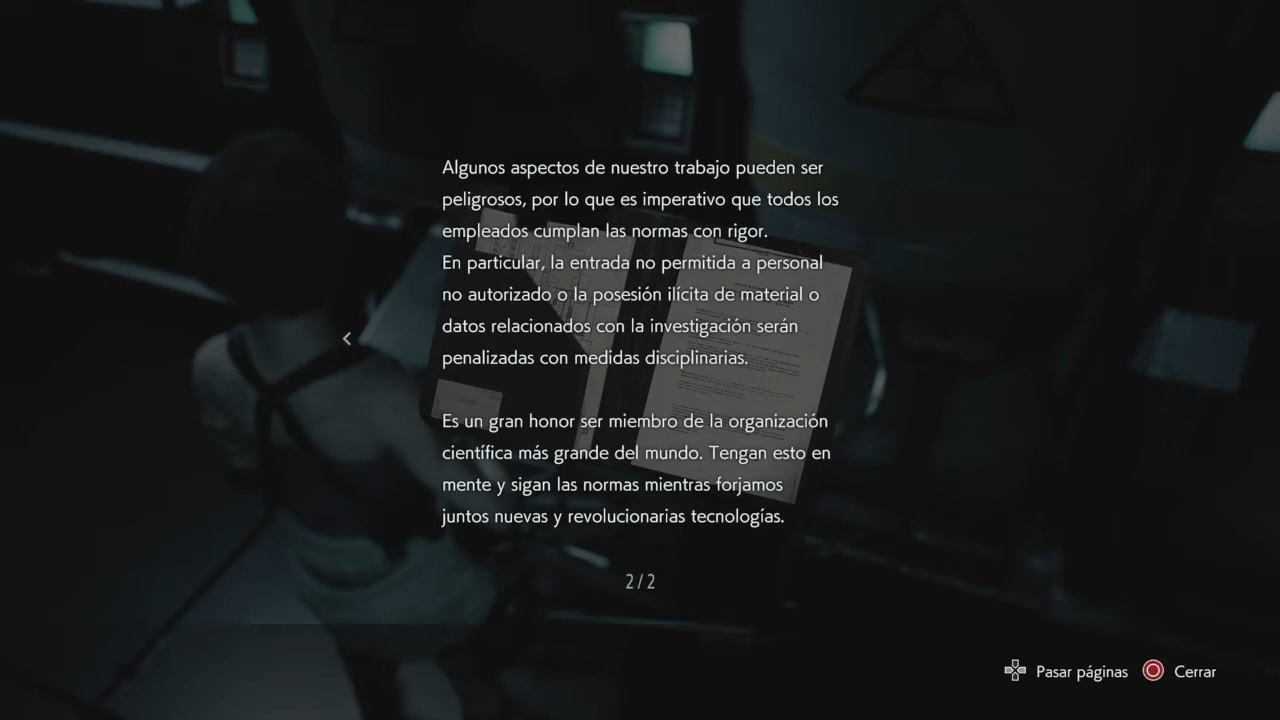 Algunos aspectos de nuestro trabajo pueden ser
peligrosos, por lo que es imperativo que todos los
empleados cumplan las normas con rigor.
En particular, la entrada no permitida a personal
no autorizado o la posesión ilícita de material o
datos relacionados con la investigación serán
penalizadas con medidas disciplinarias.
Es un gran honor ser miembro de la organización
científica más grande del mundo. Tengan esto en
mente y sigan las normas mientras forjamos
juntos nuevas y revolucionarias tecnologías.
2/2
Pasar páginas Cerrar